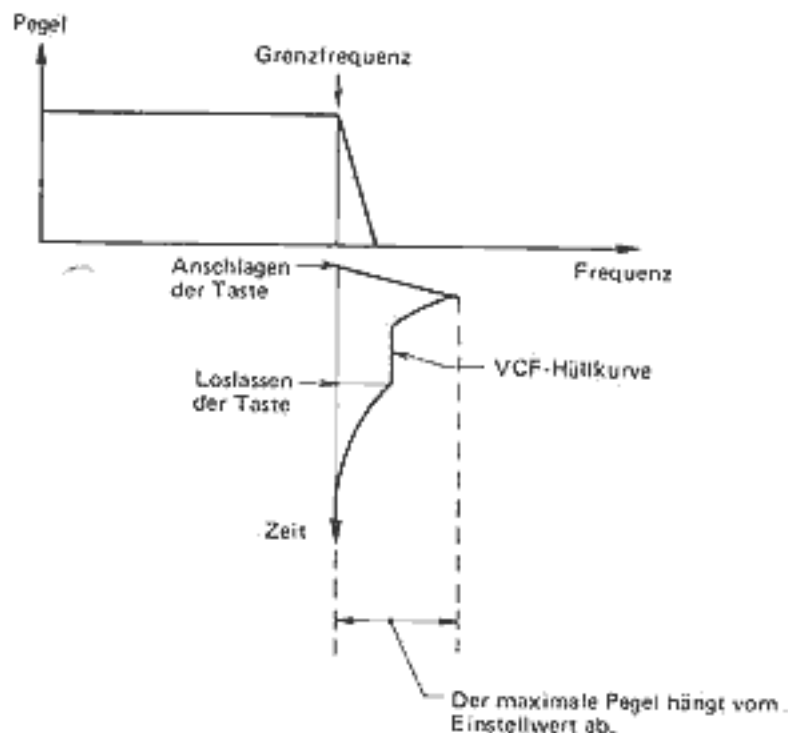 Pegel
Grenzfrequenz
Anschlagen
der Taste
Frequenz
VCF-Hüllkurve
Loslassen
der Taste
Zeit
Der maximale Pegel hängt vom
Einstellwert ab.